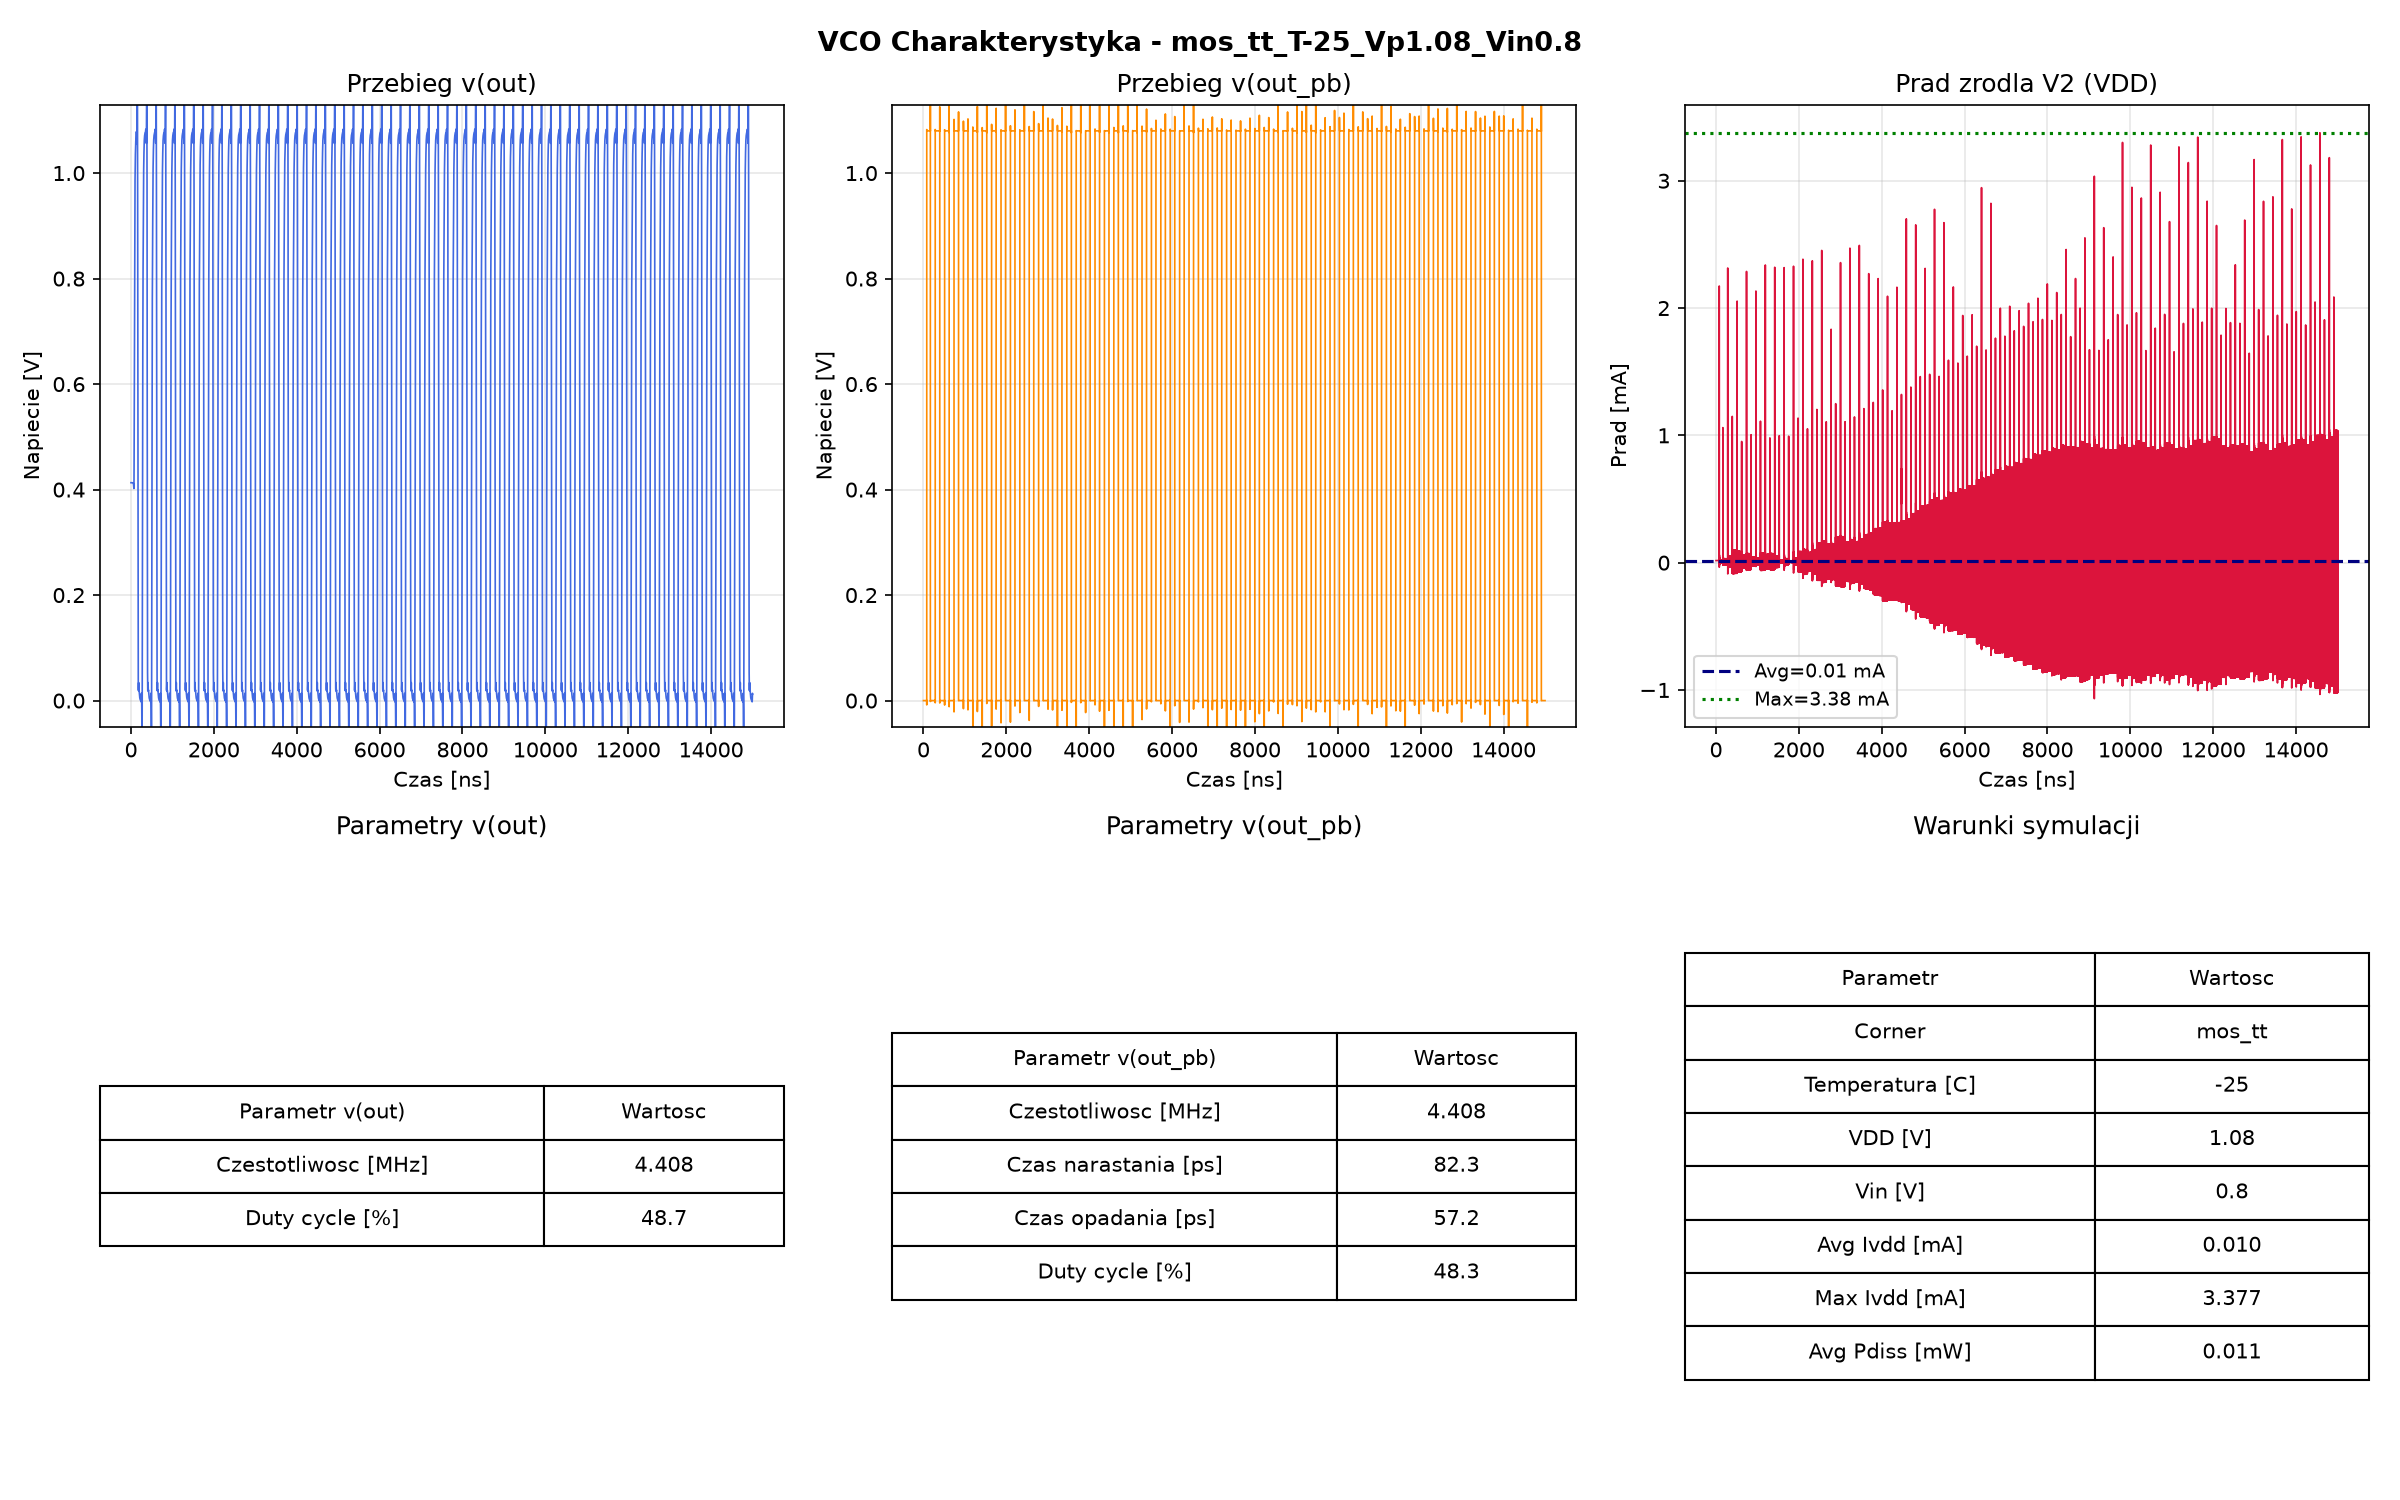 VCO Charakterystyka - mos_tt_T-25_Vp1.08_Vin0.8
Przebieg v(out)
Napiecie [V]
1.0
0.8
0.6
0.4
0.2
0.0
0 2000 4000 6000 8000 10000 12000 14000
Czas [ns]
Przebieg v(out_pb)
Napiecie [V]
1.0
0.8
0.6
0.4
0.2
0.0
0 2000 4000 6000 8000 10000 12000 14000
Czas [ns]
Prad zrodla V2 (VDD)
Prad [mA]
3
2
1
0
−1
Avg=0.01 mA
Max=3.38 mA
0 2000 4000 6000 8000 10000 12000 14000
Czas [ns]
Parametry v(out)
Parametr v(out) Wartosc
Czestotliwosc [MHz] 4.408
Duty cycle [%] 48.7
Parametry v(out_pb)
Parametr v(out_pb) Wartosc
Czestotliwosc [MHz] 4.408
Czas narastania [ps] 82.3
Czas opadania [ps] 57.2
Duty cycle [%] 48.3
Warunki symulacji
Parametr Wartosc
Corner mos_tt
Temperatura [C] -25
VDD [V] 1.08
Vin [V] 0.8
Avg Ivdd [mA] 0.010
Max Ivdd [mA] 3.377
Avg Pdiss [mW] 0.011